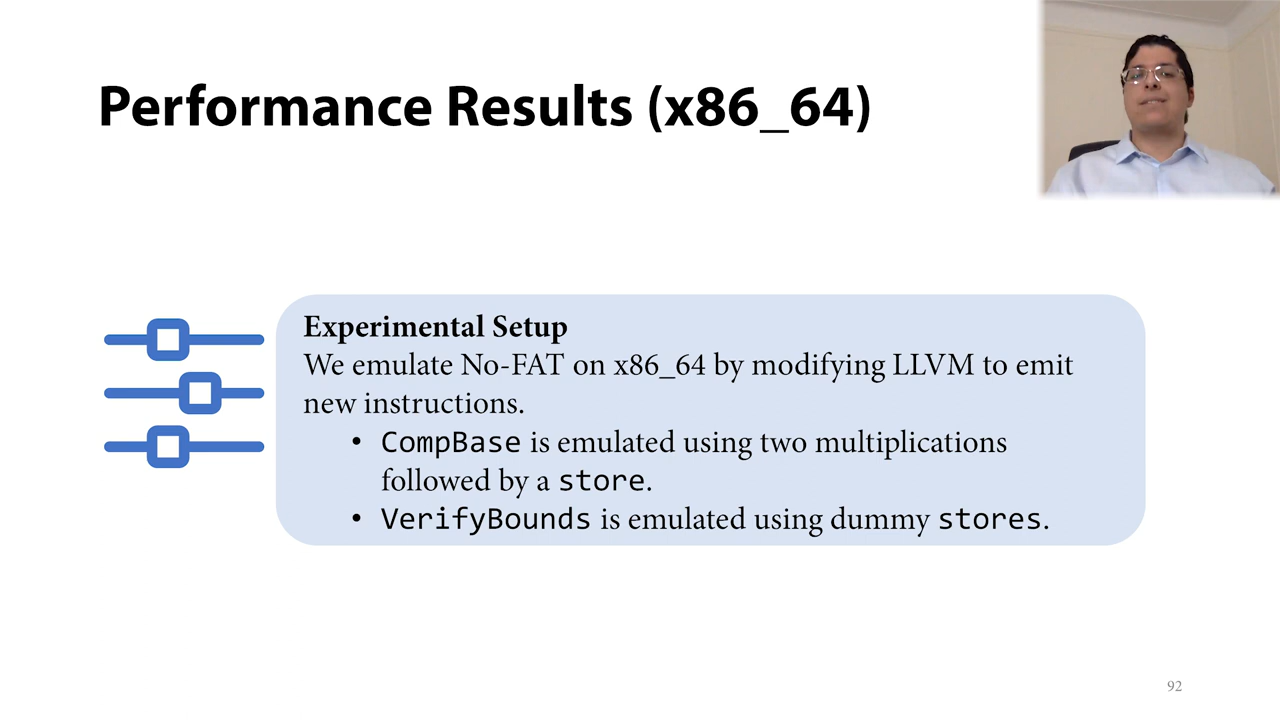 Performance Results (x86_64)
Experimental Setup
We emulate No-FAT on x86_64 by modifying LLVM to emit
new instructions.
• CompBase is emulated using two multiplications
followed by a store.
• VerifyBounds is emulated using dummy stores.
92